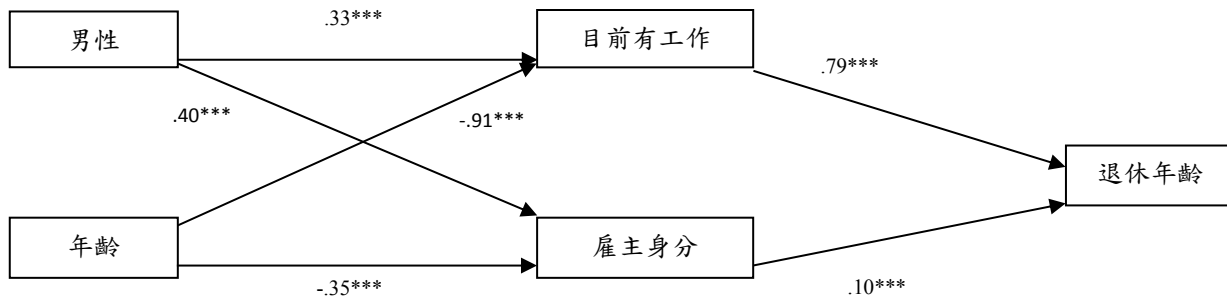 .33***
男性
目前有工作
.79***
.40***
-.91***
退休年齡
年齡
雇主身分
-.35***
.10***